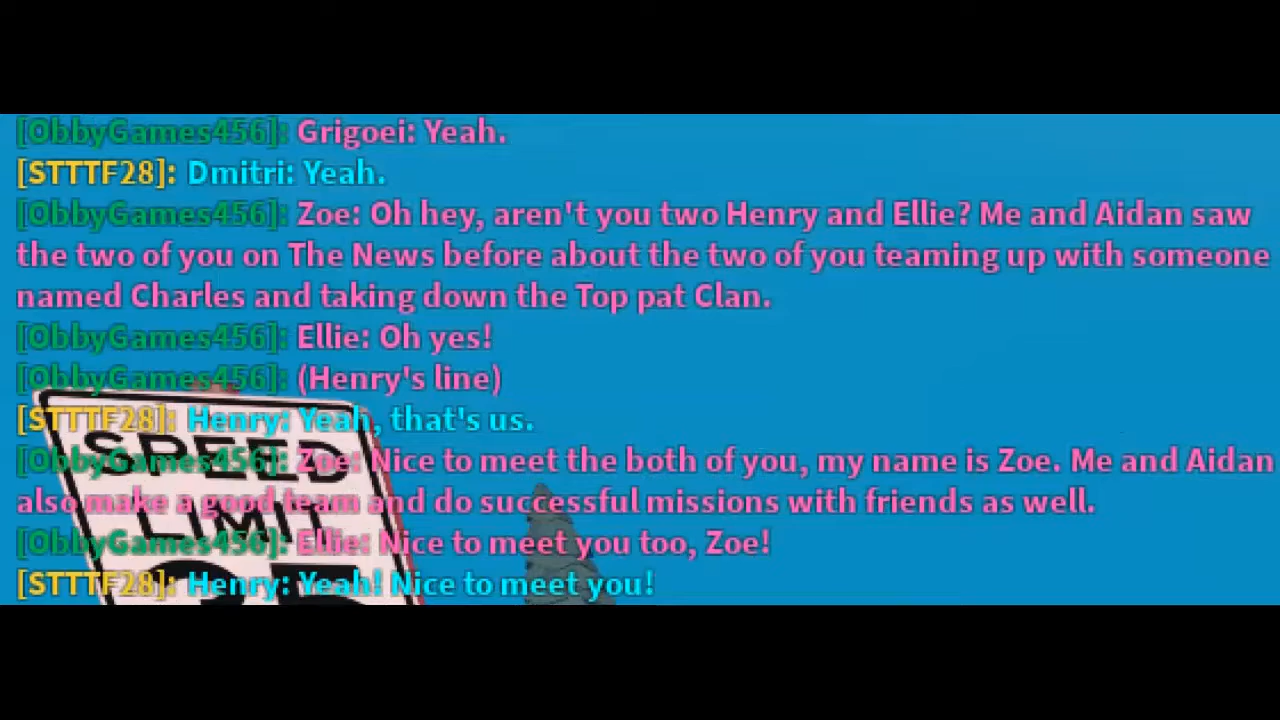 [ObbyGames456]: Grigoei: Yeah.
[STTTF28]: Dmitri: Yeah.
[ObbyGames456]: Zoe: Oh hey, aren't you two Henry and Ellie? Me and Aidan saw
the two of you on The News before about the two of you teaming up with someone
named Charles and taking down the Top pat Clan.
[ObbyGames456]: Ellie: Oh yes!
[ObbyGames456]: (Henry's line)
[STTTF28]: Henry: Yeah, that's us.
[ObbyGames456]: Zoe: Nice to meet the both of you, my name is Zoe. Me and Aidan
also make a good team and do successful missions with friends as well.
[ObbyGames456]: Ellie: Nice to meet you too, Zoe!
[STTTF28]: Henry: Yeah! Nice to meet you!
SPEED
LIMIT